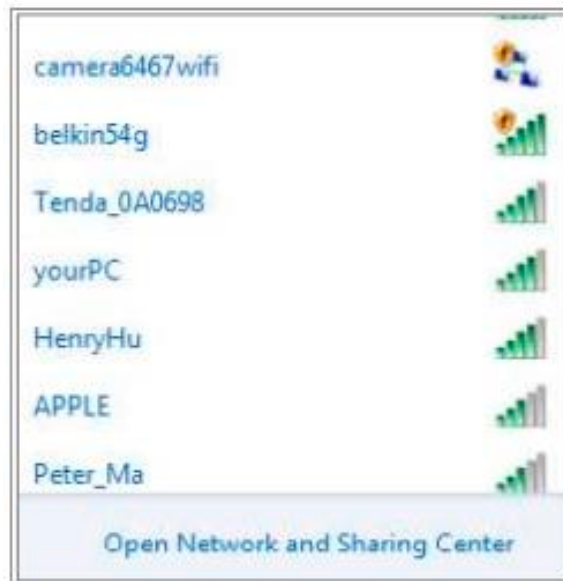 camera6467wifi
belkin54g
Tenda_0A0698
yourPC
HenryHu
APPLE
Peter_Ma
Open Network and Sharing Center